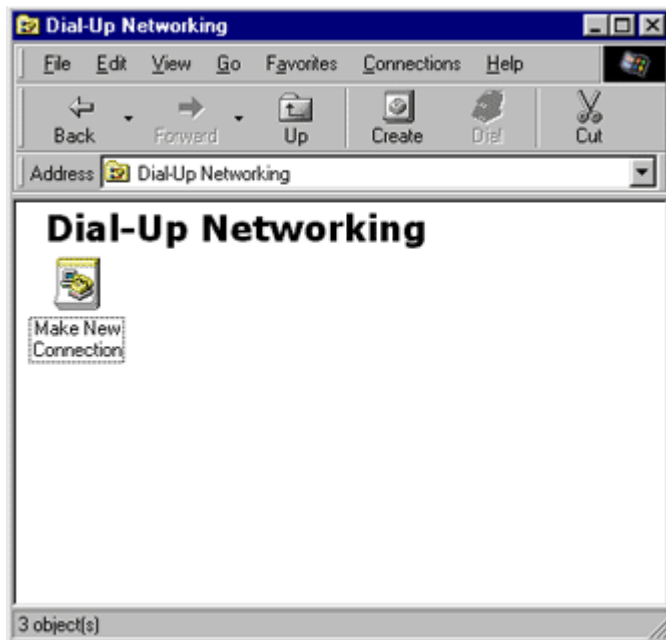 Dial-Up Networking
File Edit View Go Favorites Connections Help
Back Forward Up Create Dial Cut
Address Dial-Up Networking
Dial-Up Networking
Make New
Connection
3 object(s)